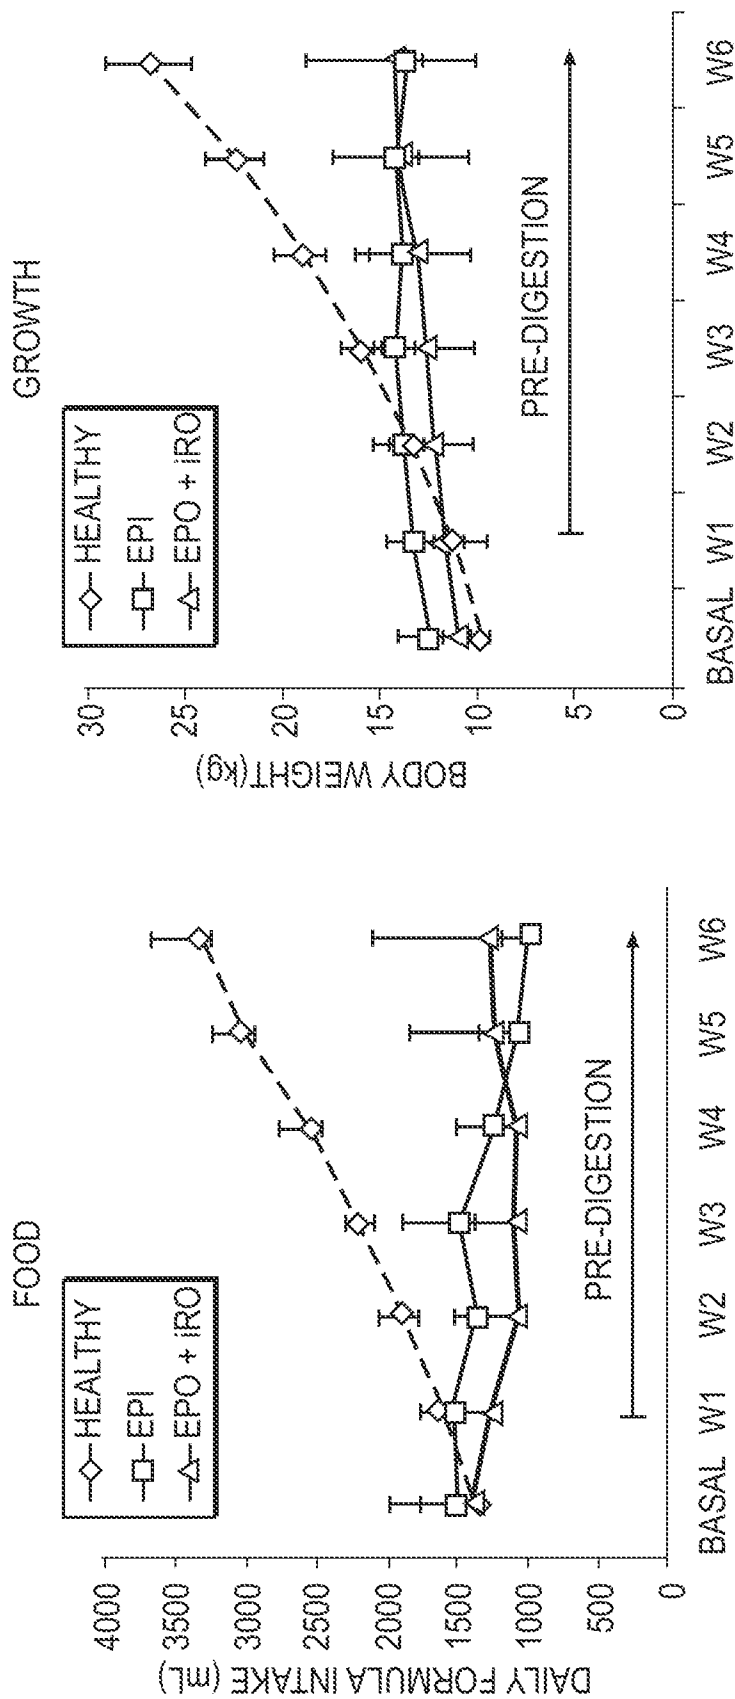 FOOD
HEALTHY
EPI
EPO + iRO
DAILY FORMULA INTAKE (mL)
4000
3500
3000
2500
2000
1500
1000
500
0
PRE-DIGESTION
BASAL W1 W2 W3 W4 W5 W6
GROWTH
HEALTHY
EPI
EPO + iRO
BODY WEIGHT(kg)
30
25
20
15
10
5
0
PRE-DIGESTION
BASAL W1 W2 W3 W4 W5 W6